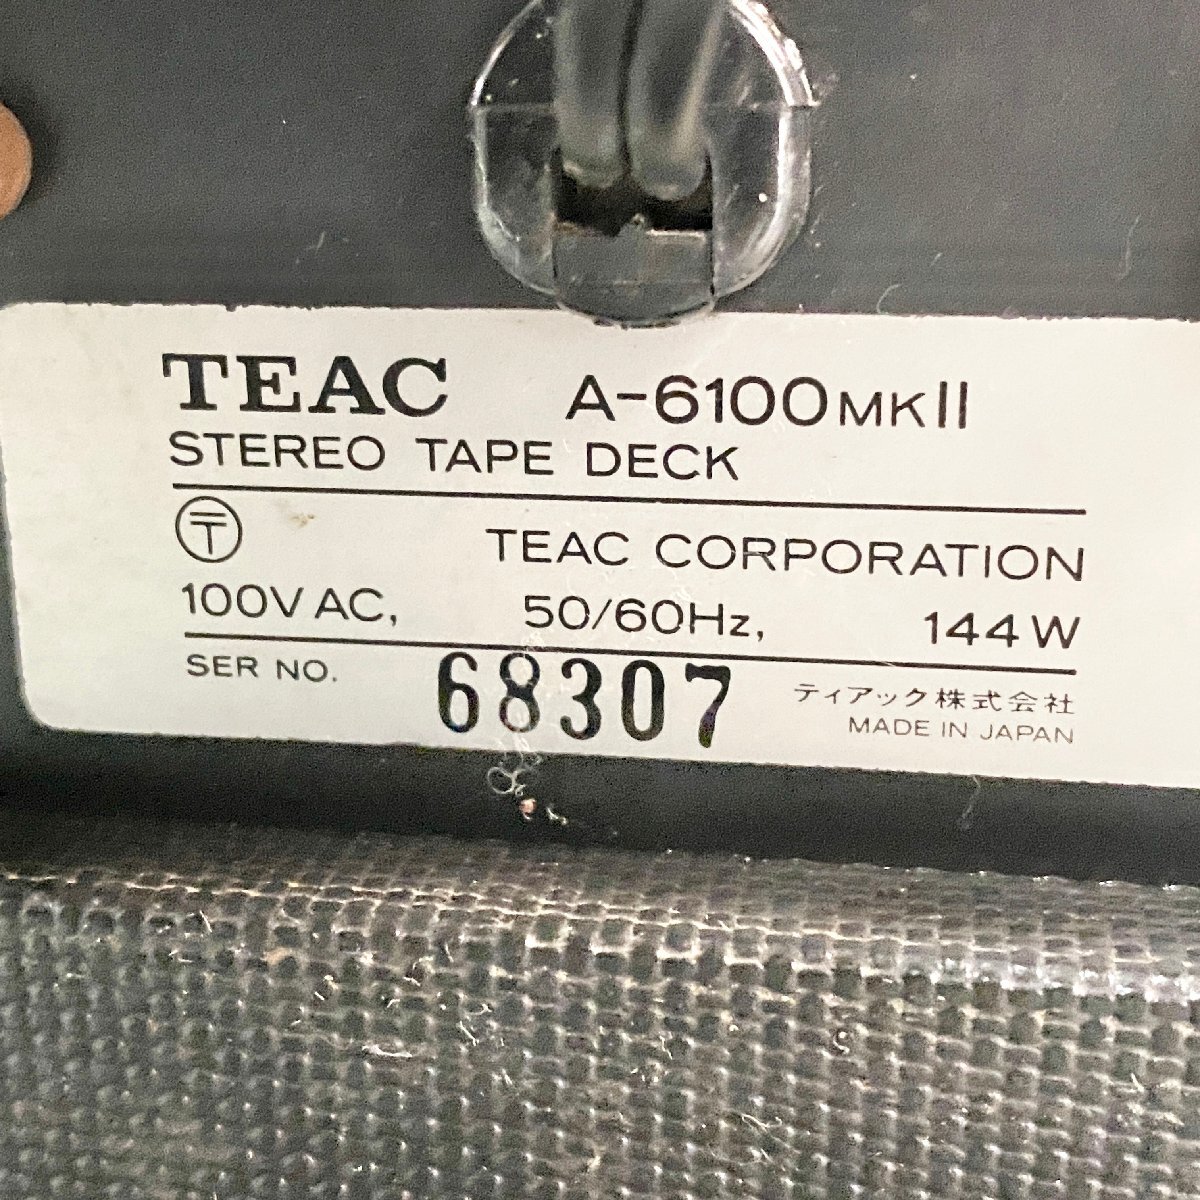 TEAC A-6100MKII
STEREO TAPE DECK
〒 TEAC CORPORATION
100V AC, 50/60Hz, 144W
SER NO. 68307 ティアック株式会社
MADE IN JAPAN